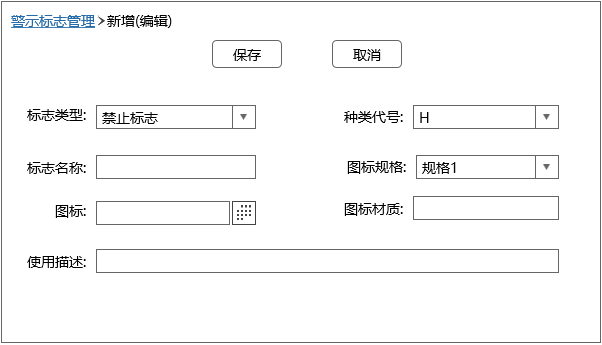 警示标志管理>新增(编辑)
保存 取消
标志类型: 禁止标志 种类代号: H
标志名称: 图标规格: 规格1
图标: 图标材质:
使用描述: